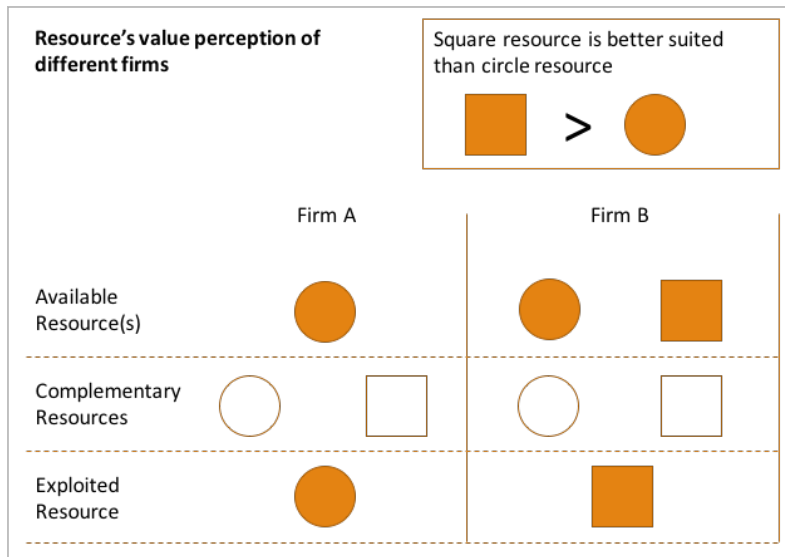 Resource's value perception of
different firms
Square resource is better suited
than circle resource
>
Firm A
Firm B
Available
Resource(s)
Complementary
Resources
Exploited
Resource